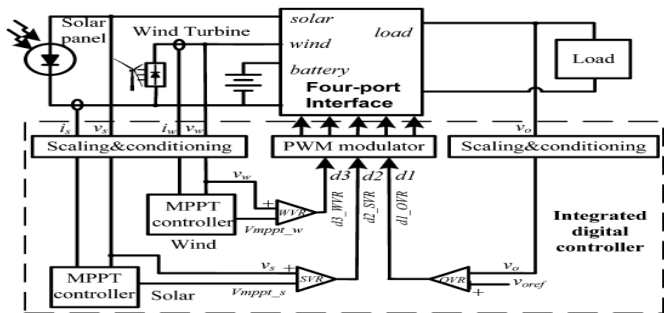 Solar
panel
Wind Turbine
solar
wind
battery
load
Four-port
Interface
Load
i_s v_s i_w v_w
v_o
Scaling&conditioning
PWM modulator
Scaling&conditioning
v_w
+
WVR
d3 d2 d1
d3_WVR
d2_SVR
d1_OVR
MPPT
controller
Wind
Vmppt_w
Integrated
digital
controller
v_s
+
SVR
MPPT
controller
Solar
Vmppt_s
OVR
v_o
+
v_oref